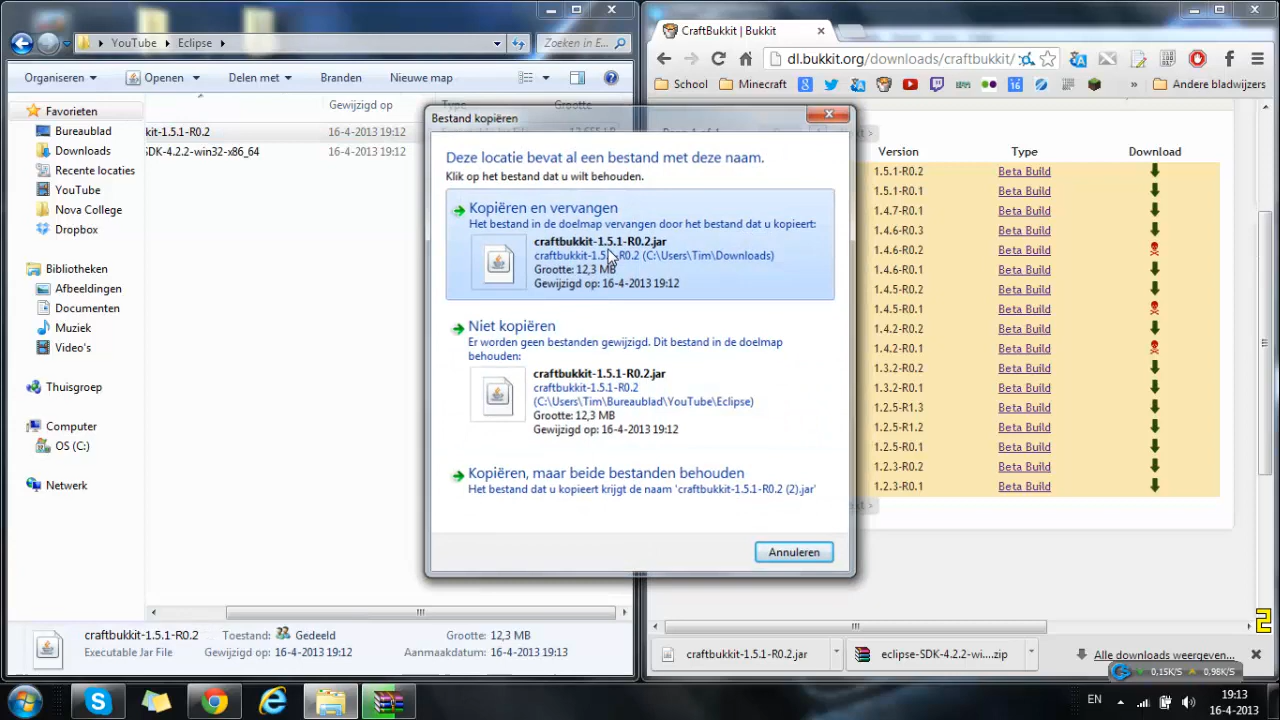 YouTube
Eclipse
Zoeken in E...
Organiseren
Openen
Delen met
Branden
Nieuwe map
Gewijzigd op
Type
Grootte
Favorieten
Bureaublad
Downloads
Recente locaties
YouTube
Nova College
Dropbox
Bibliotheken
Afbeeldingen
Documenten
Muziek
Video's
Thuisgroep
Computer
OS (C:)
Netwerk
kit-1.5.1-R0.2 16-4-2013 19:12
SDK-4.2.2-win32-x86_64 16-4-2013 19:12
craftbukkit-1.5.1-R0.2 Toestand: Gedeeld Grootte: 12,3 MB
Executable Jar File Gewijzigd op: 16-4-2013 19:12 Aanmaakdatum: 16-4-2013 19:13
Bestand kopiëren
Deze locatie bevat al een bestand met deze naam.
Klik op het bestand dat u wilt behouden.
Kopiëren en vervangen
Het bestand in de doelmap vervangen door het bestand dat u kopieert:
craftbukkit-1.5.1-R0.2.jar
craftbukkit-1.5.1-R0.2 (C:\Users\Tim\Downloads)
Grootte: 12,3 MB
Gewijzigd op: 16-4-2013 19:12
Niet kopiëren
Er worden geen bestanden gewijzigd. Dit bestand in de doelmap
behouden:
craftbukkit-1.5.1-R0.2.jar
craftbukkit-1.5.1-R0.2
(C:\Users\Tim\Bureaublad\YouTube\Eclipse)
Grootte: 12,3 MB
Gewijzigd op: 16-4-2013 19:12
Kopiëren, maar beide bestanden behouden
Het bestand dat u kopieert krijgt de naam 'craftbukkit-1.5.1-R0.2 (2).jar'
Annuleren
CraftBukkit | Bukkit
dl.bukkit.org/downloads/craftbukkit/
School
Minecraft
Andere bladwijzers
Version Type Download
1.5.1-R0.2 Beta Build
1.5.1-R0.1 Beta Build
1.4.7-R0.1 Beta Build
1.4.6-R0.3 Beta Build
1.4.6-R0.2 Beta Build
1.4.6-R0.1 Beta Build
1.4.5-R0.2 Beta Build
1.4.5-R0.1 Beta Build
1.4.2-R0.2 Beta Build
1.4.2-R0.1 Beta Build
1.3.2-R0.2 Beta Build
1.3.2-R0.1 Beta Build
1.2.5-R1.3 Beta Build
1.2.5-R1.2 Beta Build
1.2.5-R0.1 Beta Build
1.2.3-R0.2 Beta Build
1.2.3-R0.1 Beta Build
craftbukkit-1.5.1-R0.2.jar
eclipse-SDK-4.2.2-wi....zip
Alle downloads weergeven...
0,15K/S 0,98K/S
2
EN
19:13
16-4-2013